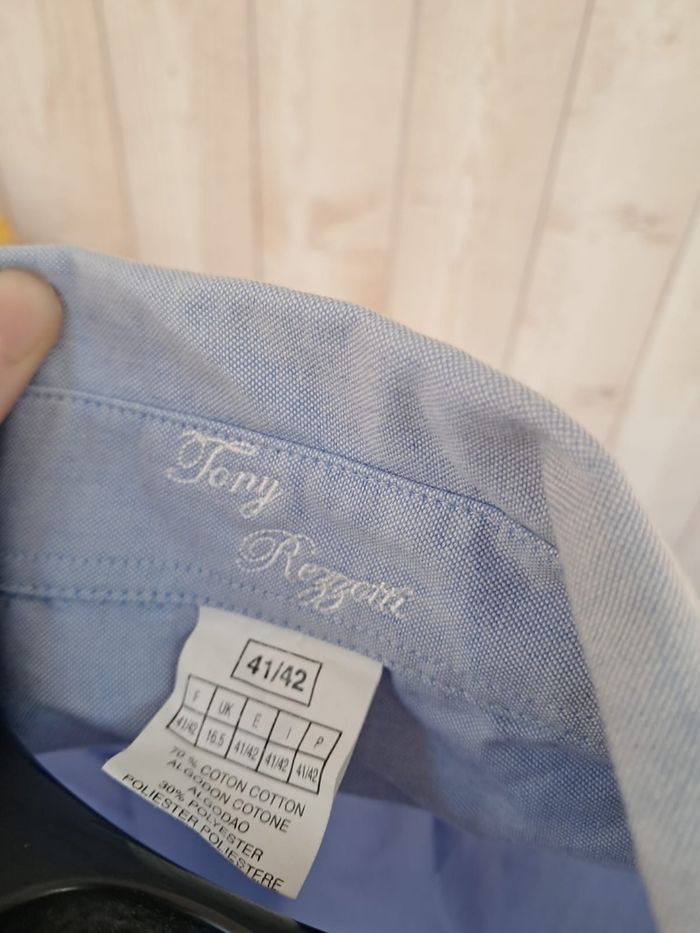 Tony
Rezzetti
41/42
F UK E I P
41/42 16.5 41/42 41/42 41/42
70 % COTON COTTON
ALGODON COTONE
ALGODAO
30% POLYESTER
POLIESTER POLIESTERE